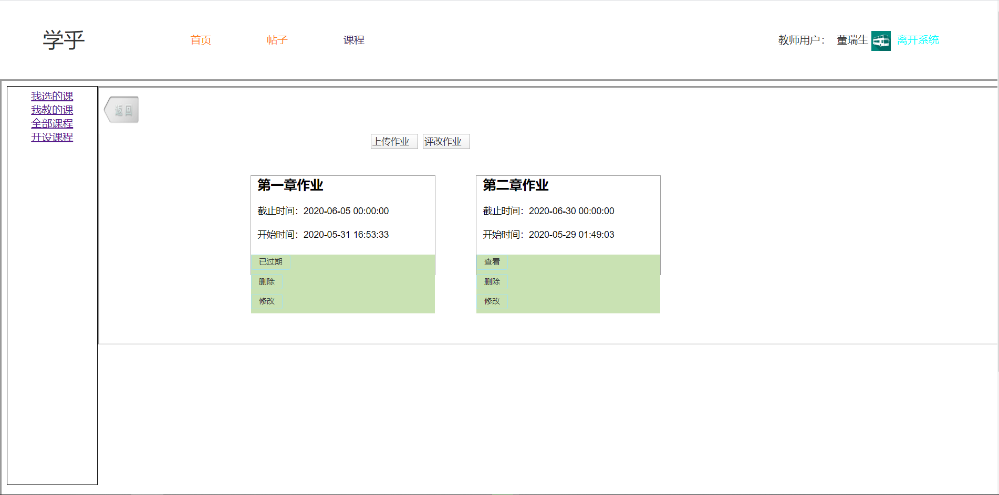 学乎 首页 帖子 课程 教师用户： 董瑞生 离开系统
我选的课
我教的课
全部课程
开设课程
返回
上传作业 评改作业
第一章作业
截止时间：2020-06-05 00:00:00
开始时间：2020-05-31 16:53:33
已过期
删除
修改
第二章作业
截止时间：2020-06-30 00:00:00
开始时间：2020-05-29 01:49:03
查看
删除
修改